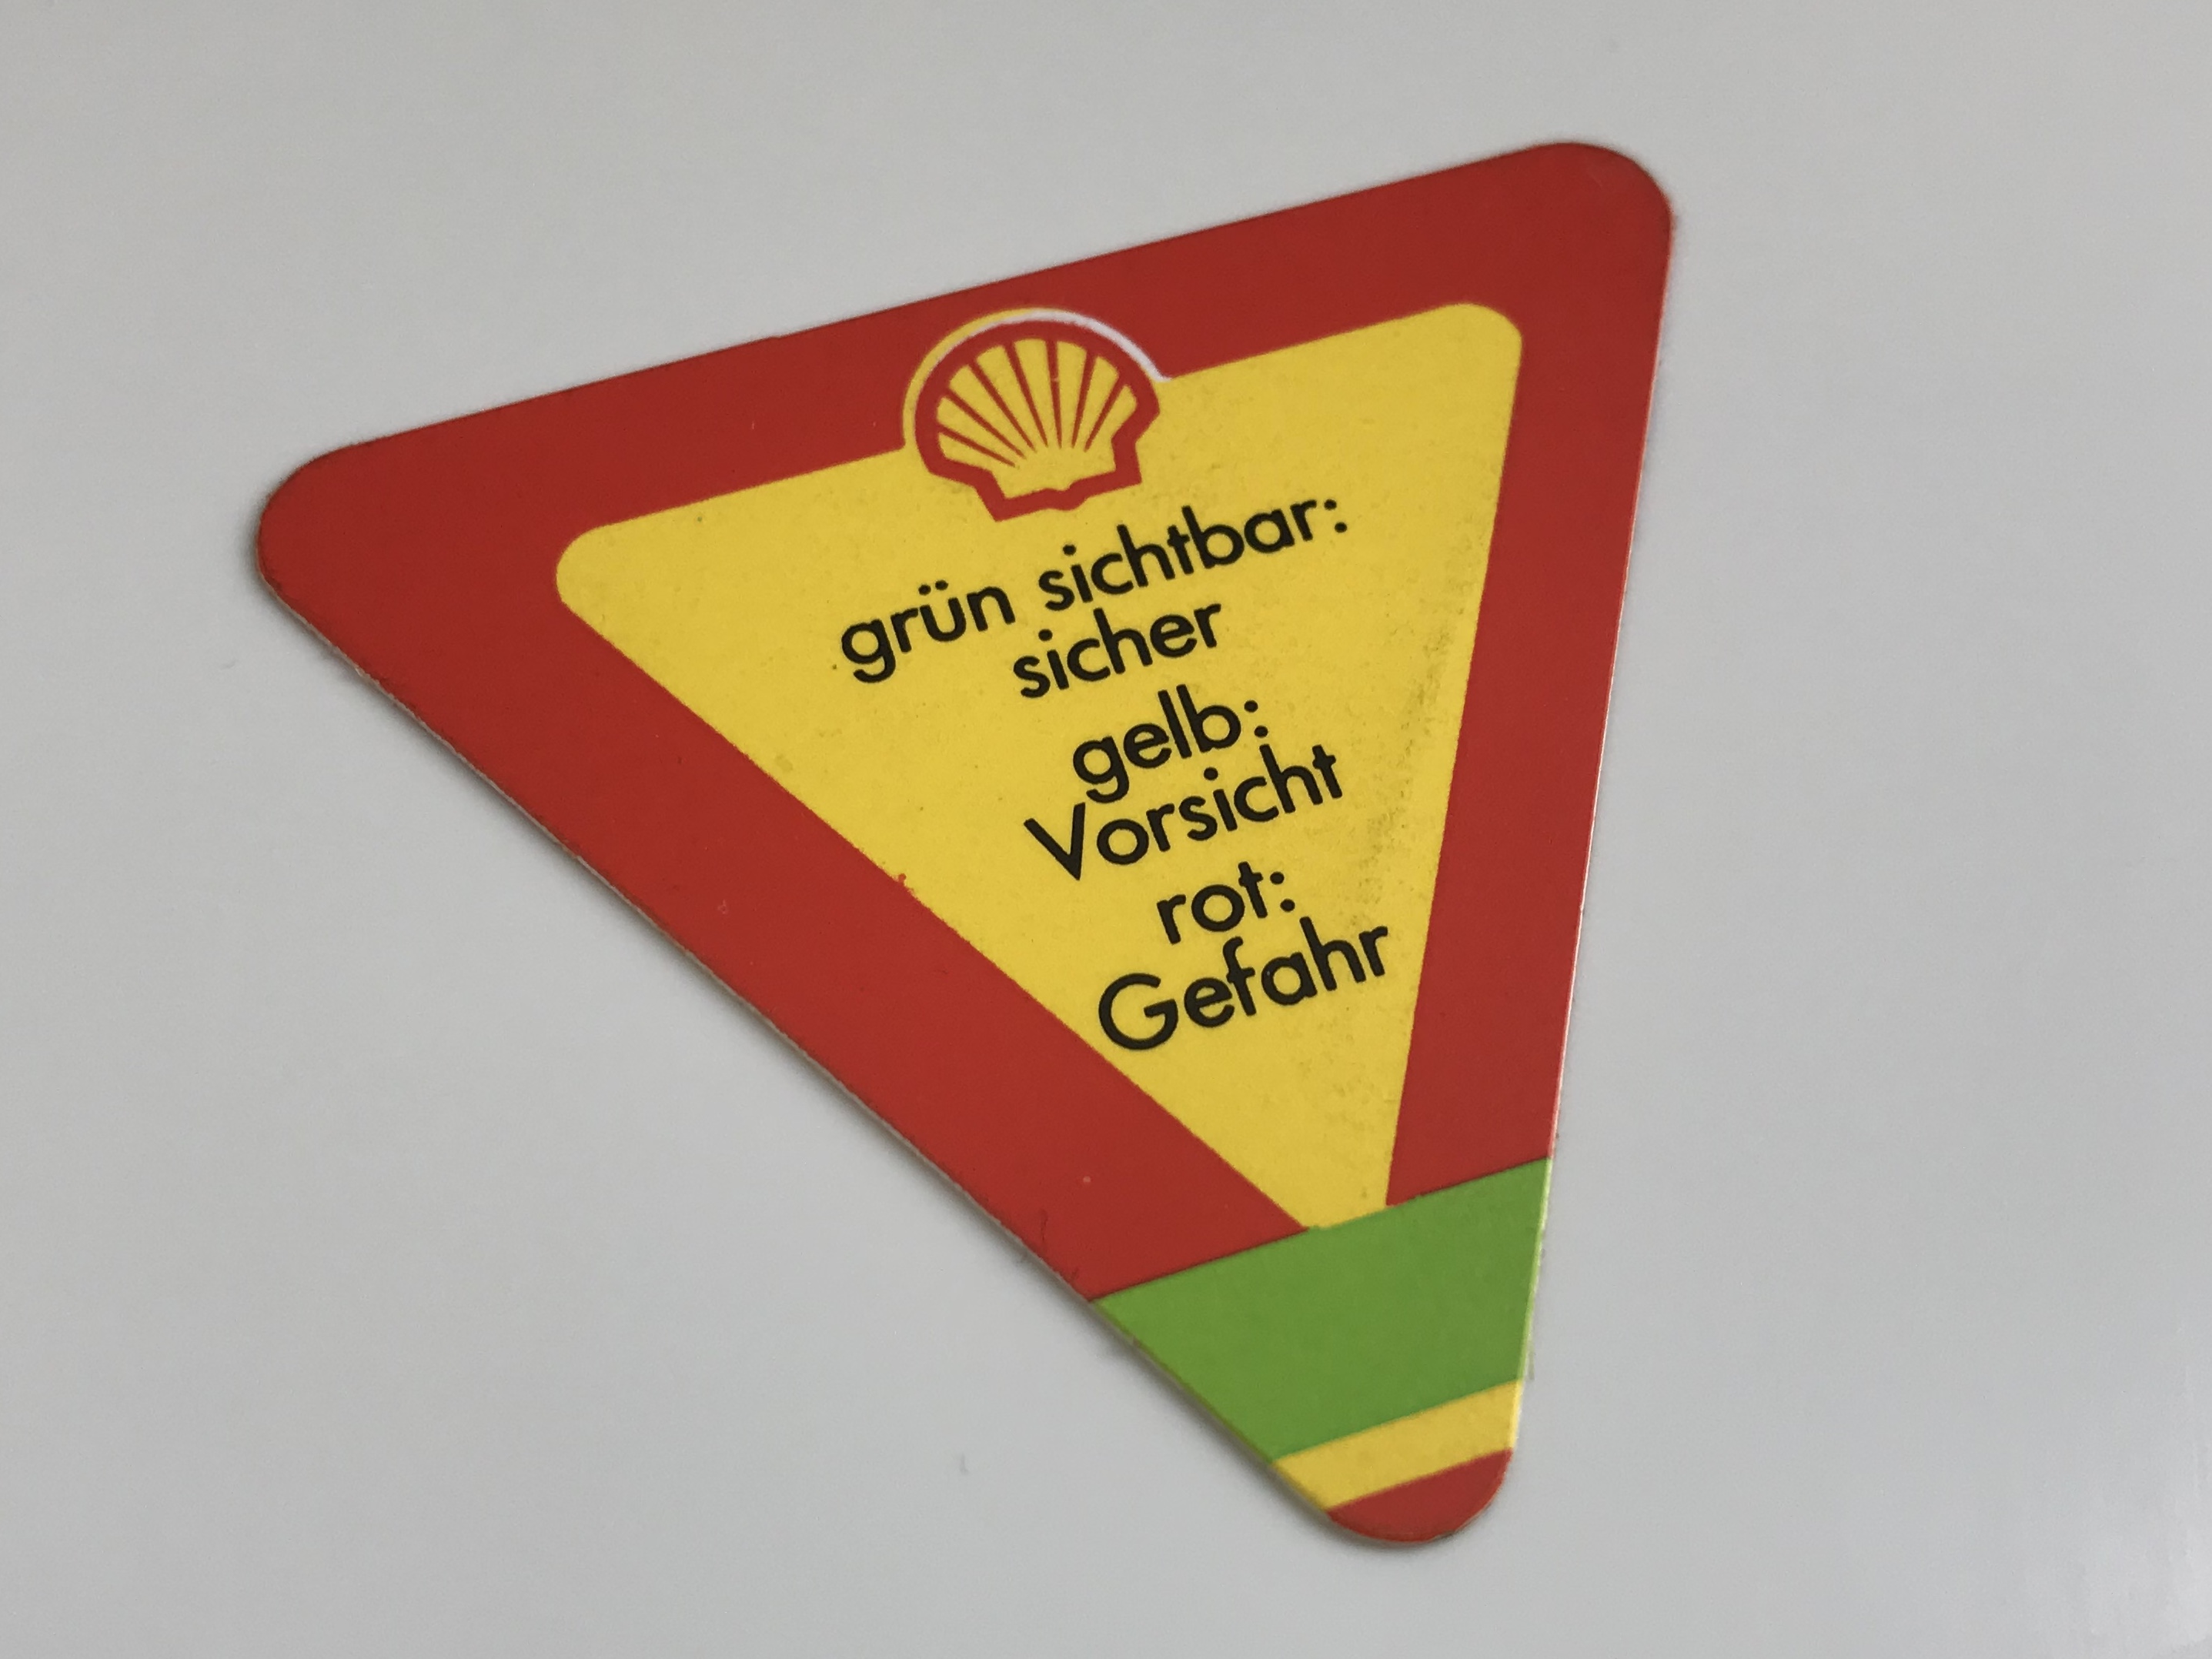 grün sichtbar:
sicher
gelb:
Vorsicht
rot:
Gefahr